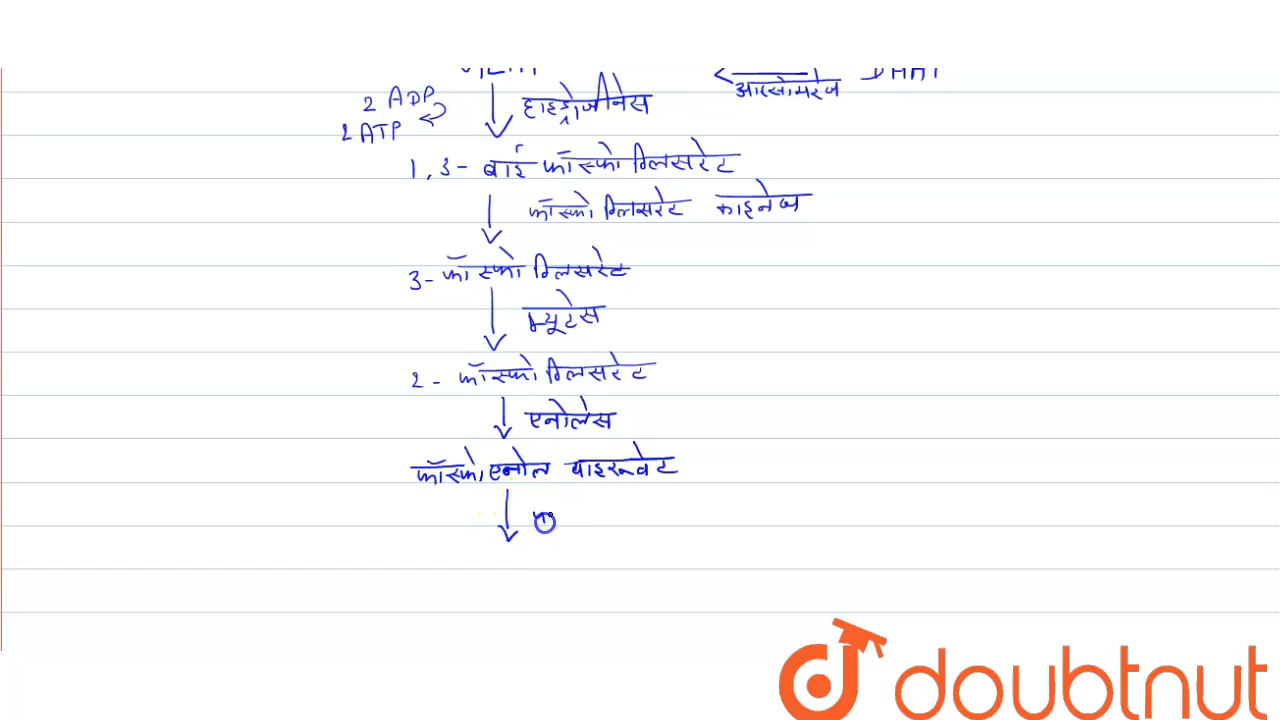 2 ADP हाइड्रोजीनेस आइसोमरेज
2 ATP
1, 3 - बाई फॉस्फो ग्लिसरेट
फॉस्फो ग्लिसरेट काइनेज
3 - फॉस्फो ग्लिसरेट
म्यूटेस
2 - फॉस्फो ग्लिसरेट
एनोलेस
फॉस्फो एनोल पाइरूवेट
doubtnut